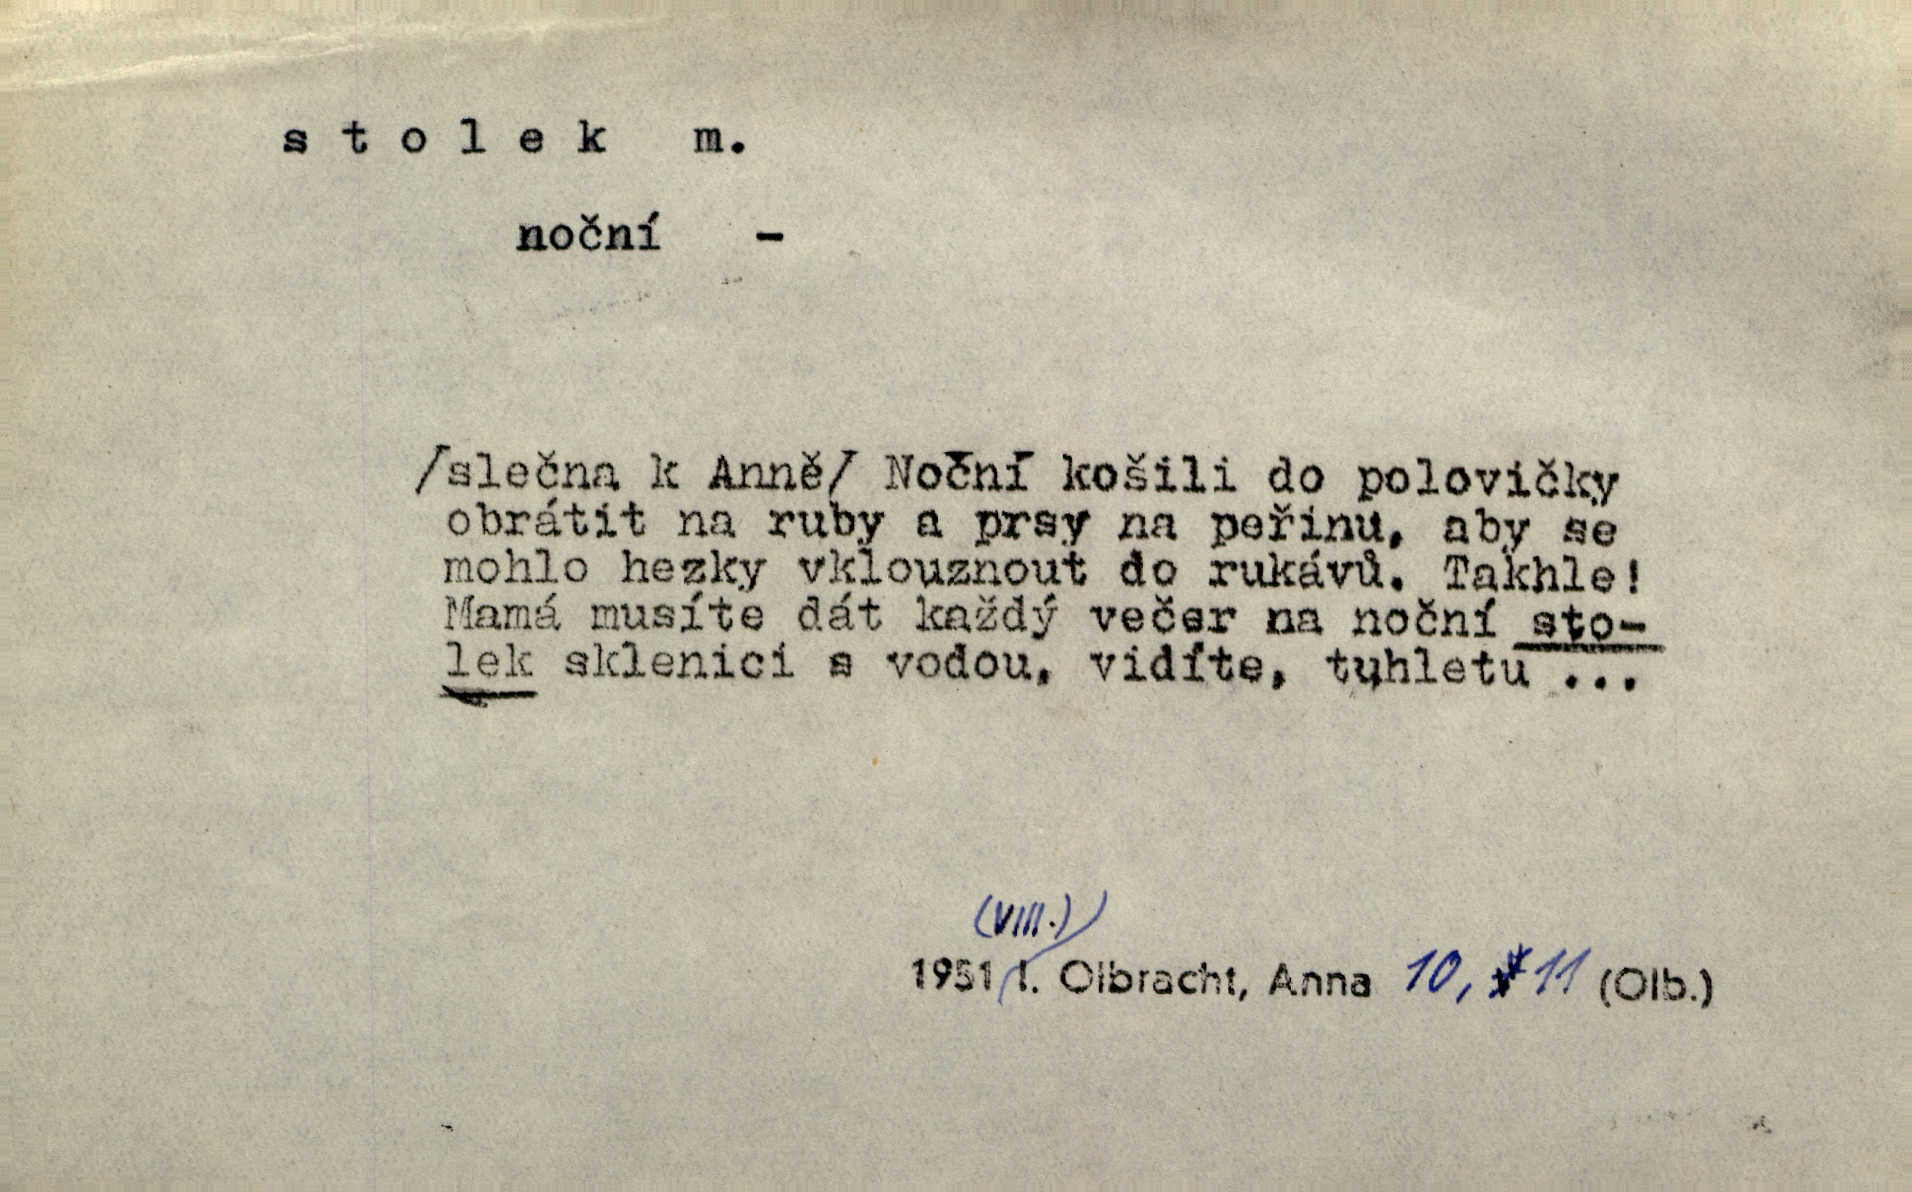 stolek m.
noční -
/slečna k Anně/ Noční košili do polovičky
obrátit na ruby a prsy na peřinu, aby se
mohlo hezky vklouznout do rukávů. Takhle!
Mamá musíte dát každý večer na noční sto-
lek sklenici s vodou, vidíte, tuhletu ...
(VIII.)
1951 I. Olbracht, Anna 10, 11 (Olb.)